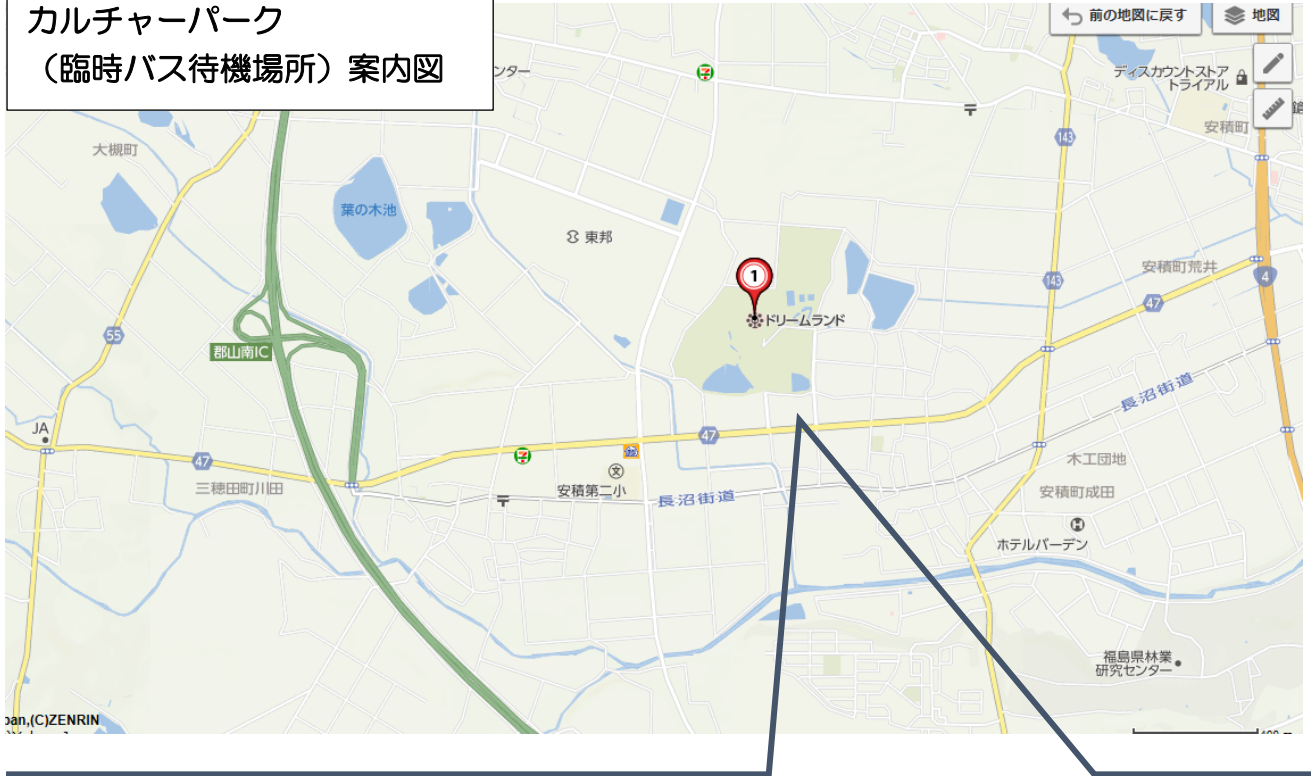 カルチャーパーク
（臨時バス待機場所）案内図
前の地図に戻す
地図
ンター
ディスカウントストア
トライアル
143
安積町
大槻町
葉の木池
東邦
1
ドリームランド
安積町荒井
143
4
47
55
郡山南IC
長沼街道
JA
47
47
木工団地
三穂田町川田
文
安積第二小
長沼街道
安積町成田
H
ホテルバーデン
福島県林業
研究センター
pan,(C)ZENRIN